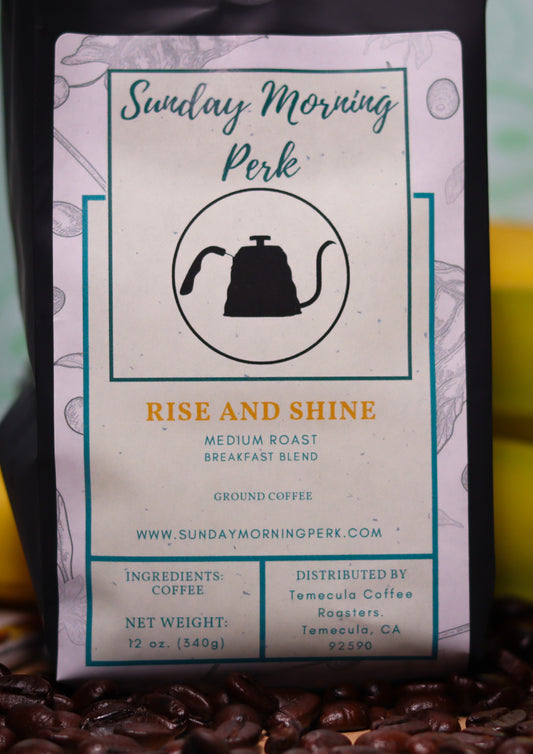 Sunday Morning
Perk
RISE AND SHINE
MEDIUM ROAST
BREAKFAST BLEND
GROUND COFFEE
WWW.SUNDAYMORNINGPERK.COM
INGREDIENTS:
COFFEE
NET WEIGHT:
12 oz. (340g)
DISTRIBUTED BY
Temecula Coffee
Roasters.
Temecula, CA
92590